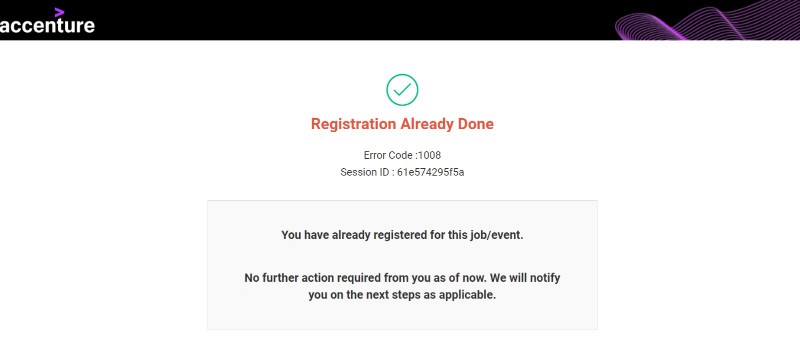 accenture
Registration Already Done
Error Code :1008
Session ID : 61e574295f5a
You have already registered for this job/event.
No further action required from you as of now. We will notify
you on the next steps as applicable.